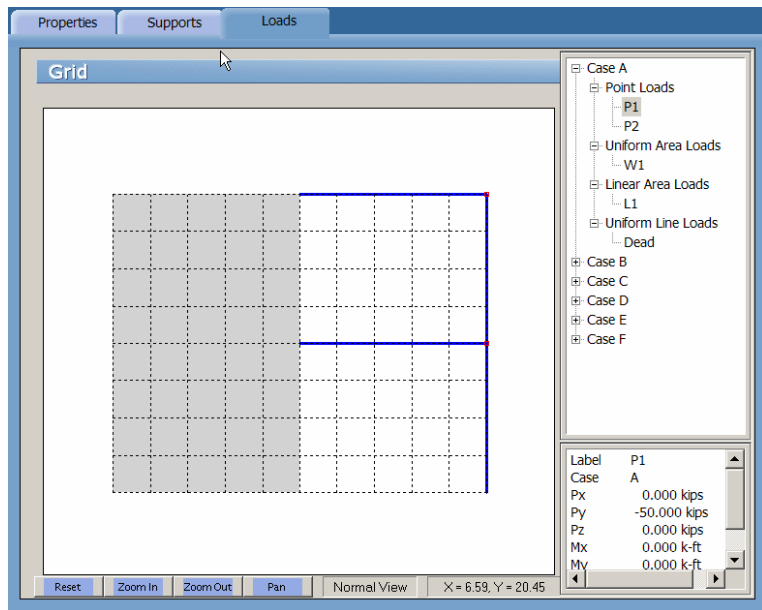 Properties Supports Loads
Grid
Case A
Point Loads
P1
P2
Uniform Area Loads
W1
Linear Area Loads
L1
Uniform Line Loads
Dead
Case B
Case C
Case D
Case E
Case F
Label P1
Case A
Px 0.000 kips
Py -50.000 kips
Pz 0.000 kips
Mx 0.000 k-ft
My 0.000 k-ft
Reset Zoom In Zoom Out Pan Normal View X = 6.59, Y = 20.45